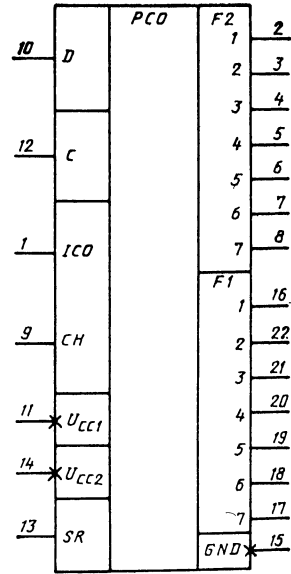 PCO F2
10 D 1 2
2 3
3 4
12 C 4 5
5 6
6 7
1 ICO 7 8
F1
1 16
9 CH 2 22
3 21
11 UCC1 4 20
5 19
14 UCC2 6 18
7 17
13 SR GND 15